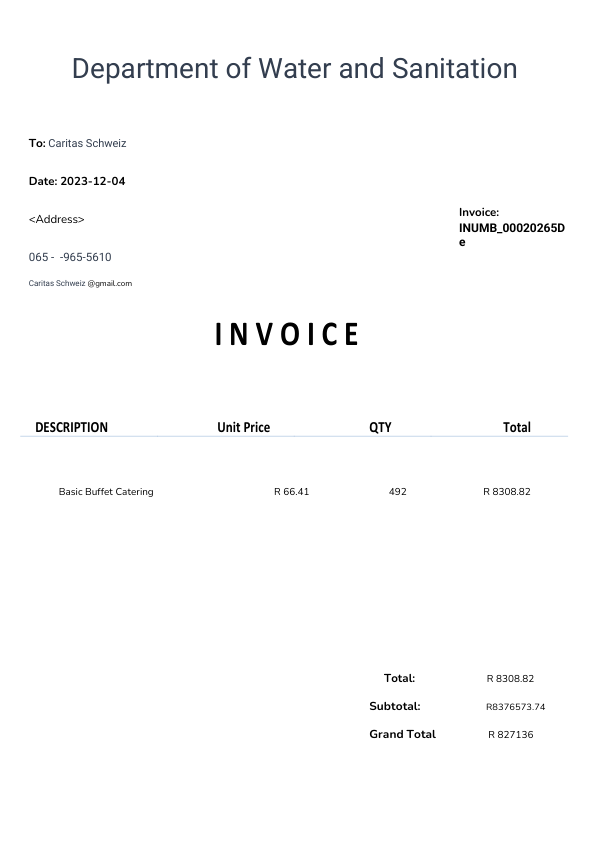 Department of Water and Sanitation
To: Caritas Schweiz
Date: 2023-12-04
<Address>
Invoice:
INUMB_00020265D
e
065 -  -965-5610
Caritas Schweiz @gmail.com
INVOICE
DESCRIPTION Unit Price QTY Total
Basic Buffet Catering R 66.41 492 R 8308.82
Total: R 8308.82
Subtotal: R8376573.74
Grand Total R 827136